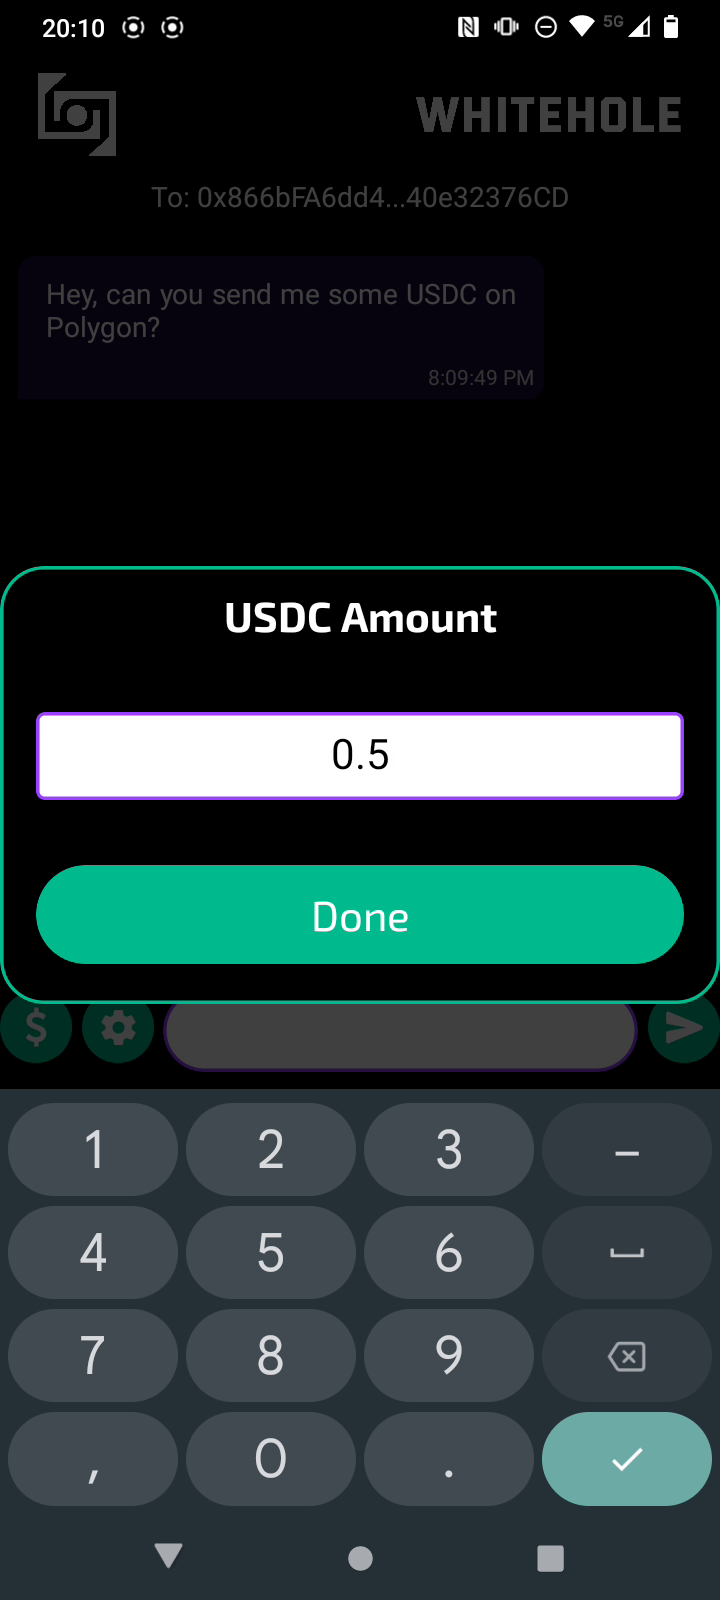 20:10
5G
WHITEHOLE
To: 0x866bFA6dd4...40e32376CD
Hey, can you send me some USDC on
Polygon?
8:09:49 PM
USDC Amount
0.5
Done
$
1 2 3 –
4 5 6
7 8 9
, 0 .